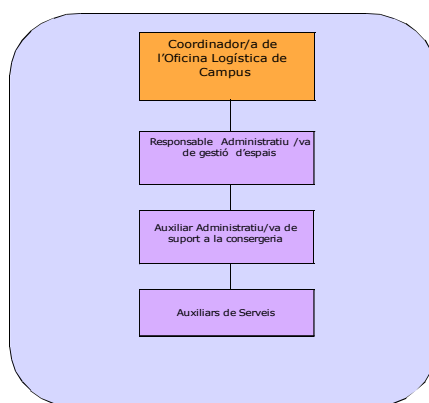 Coordinador/a de
l'Oficina Logística de
Campus
Responsable Administratiu /va
de gestió d'espais
Auxiliar Administratiu/va de
suport a la consergeria
Auxiliars de Serveis